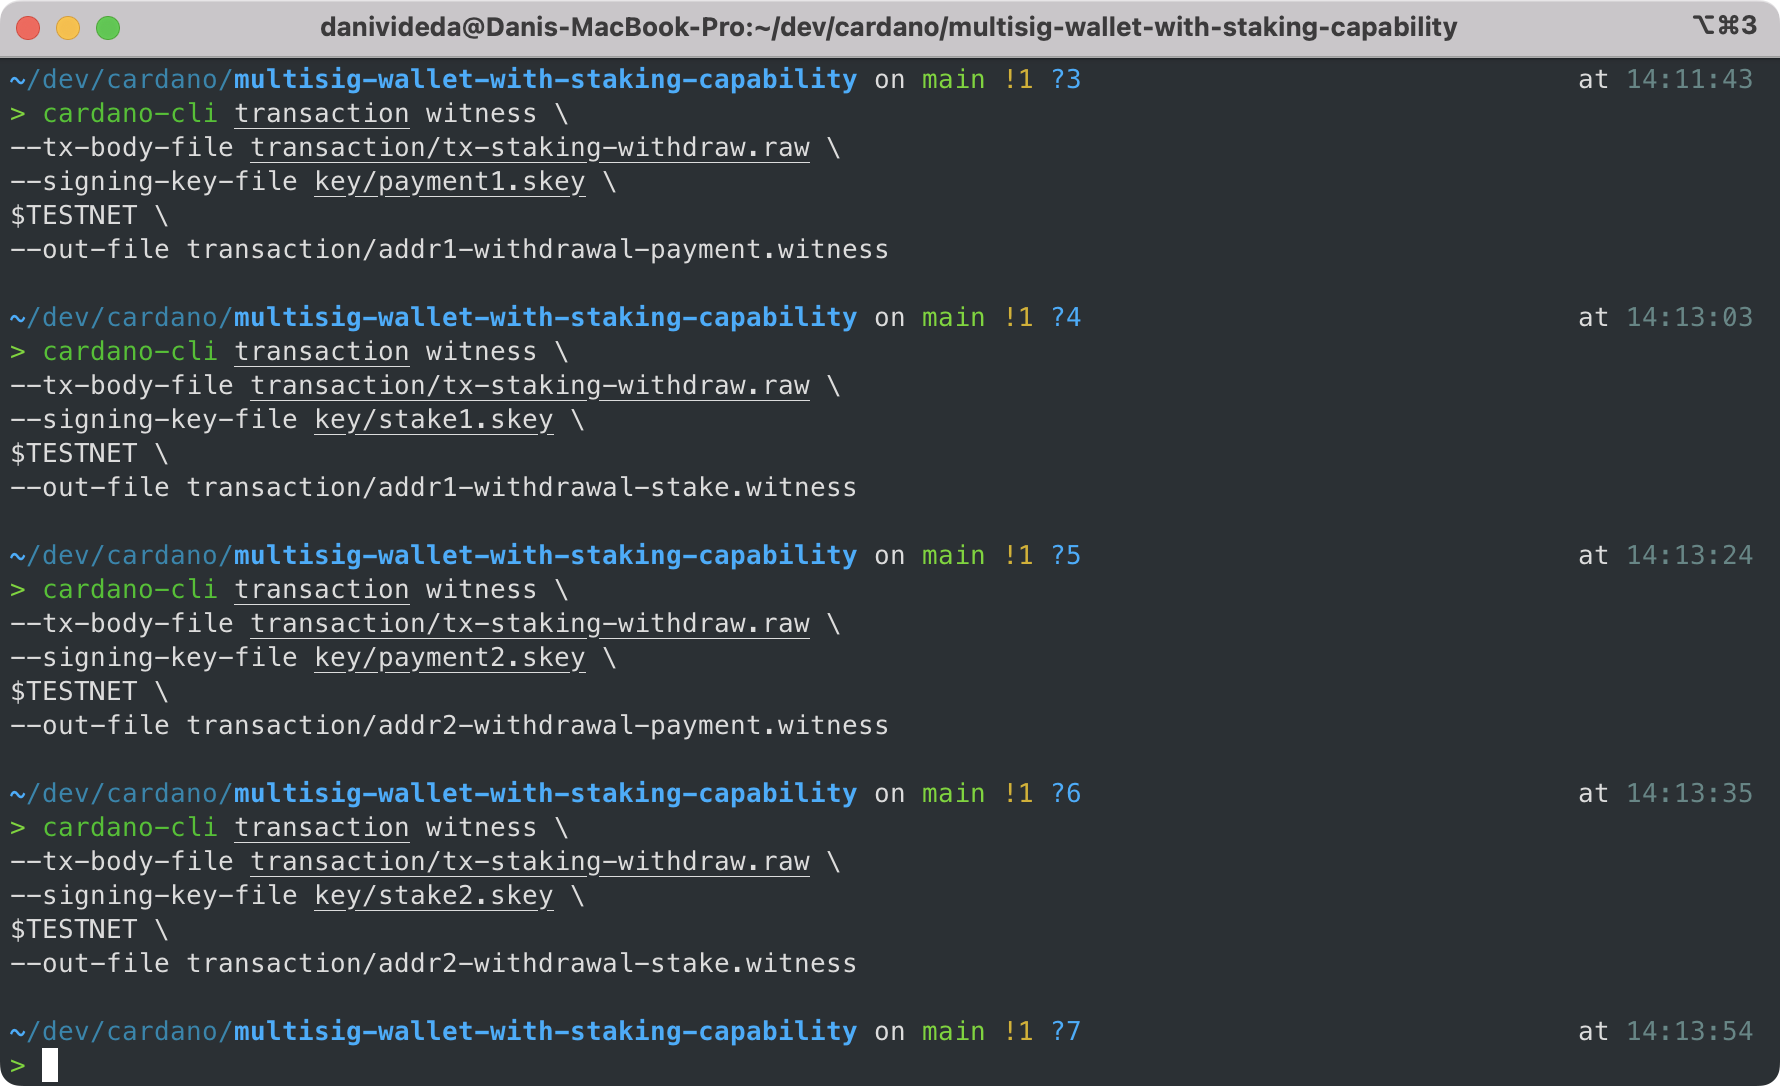 danivideda@Danis-MacBook-Pro:~/dev/cardano/multisig-wallet-with-staking-capability ⌥⌘3
~/dev/cardano/multisig-wallet-with-staking-capability on main !1 ?3 at 14:11:43
> cardano-cli transaction witness \
--tx-body-file transaction/tx-staking-withdraw.raw \
--signing-key-file key/payment1.skey \
$TESTNET \
--out-file transaction/addr1-withdrawal-payment.witness
~/dev/cardano/multisig-wallet-with-staking-capability on main !1 ?4 at 14:13:03
> cardano-cli transaction witness \
--tx-body-file transaction/tx-staking-withdraw.raw \
--signing-key-file key/stake1.skey \
$TESTNET \
--out-file transaction/addr1-withdrawal-stake.witness
~/dev/cardano/multisig-wallet-with-staking-capability on main !1 ?5 at 14:13:24
> cardano-cli transaction witness \
--tx-body-file transaction/tx-staking-withdraw.raw \
--signing-key-file key/payment2.skey \
$TESTNET \
--out-file transaction/addr2-withdrawal-payment.witness
~/dev/cardano/multisig-wallet-with-staking-capability on main !1 ?6 at 14:13:35
> cardano-cli transaction witness \
--tx-body-file transaction/tx-staking-withdraw.raw \
--signing-key-file key/stake2.skey \
$TESTNET \
--out-file transaction/addr2-withdrawal-stake.witness
~/dev/cardano/multisig-wallet-with-staking-capability on main !1 ?7 at 14:13:54
>